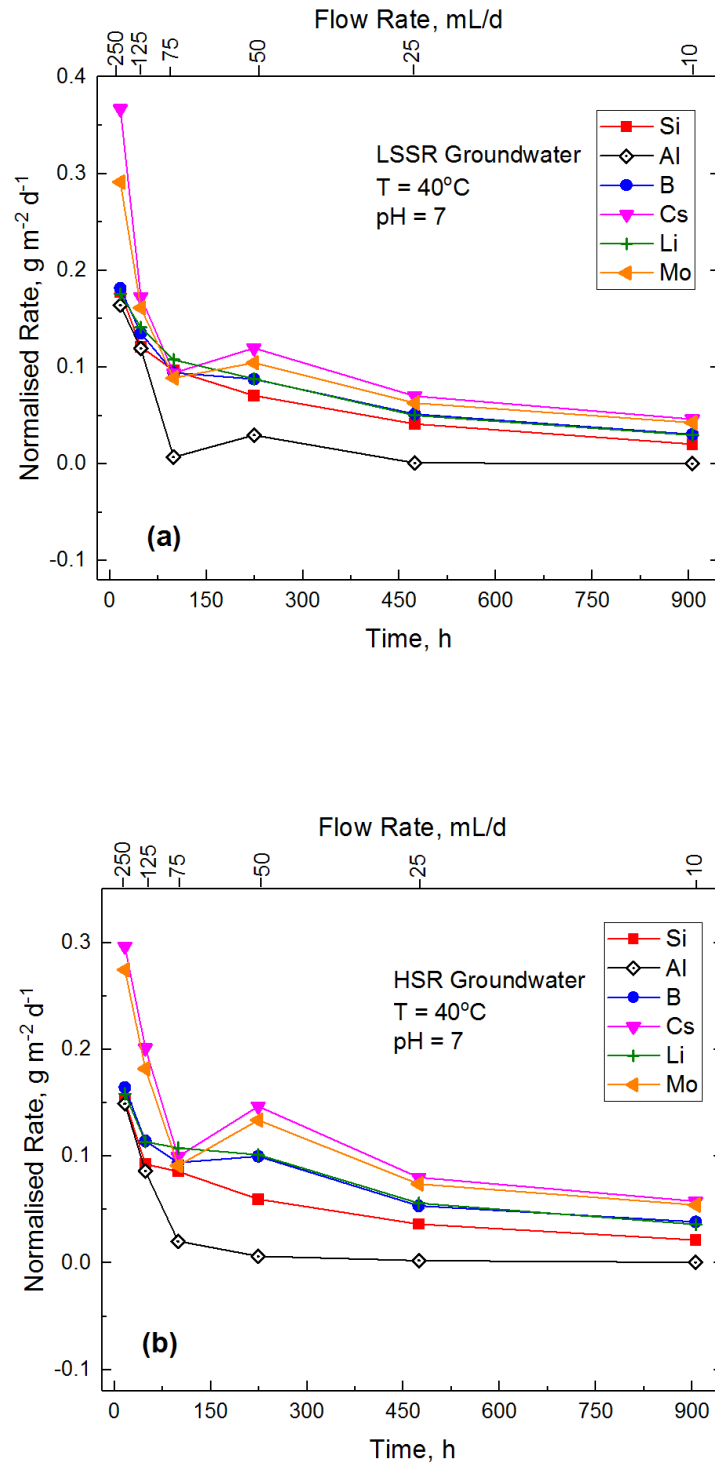 Flow Rate, mL/d
250
125
75
50
25
10
0.4
0.3
0.2
0.1
0.0
-0.1
Normalised Rate, g m⁻² d⁻¹
LSSR Groundwater
T = 40°C
pH = 7
Si
Al
B
Cs
Li
Mo
(a)
0 150 300 450 600 750 900
Time, h
Flow Rate, mL/d
250
125
75
50
25
10
0.3
0.2
0.1
0.0
-0.1
Normalised Rate, g m⁻² d⁻¹
HSR Groundwater
T = 40°C
pH = 7
Si
Al
B
Cs
Li
Mo
(b)
0 150 300 450 600 750 900
Time, h